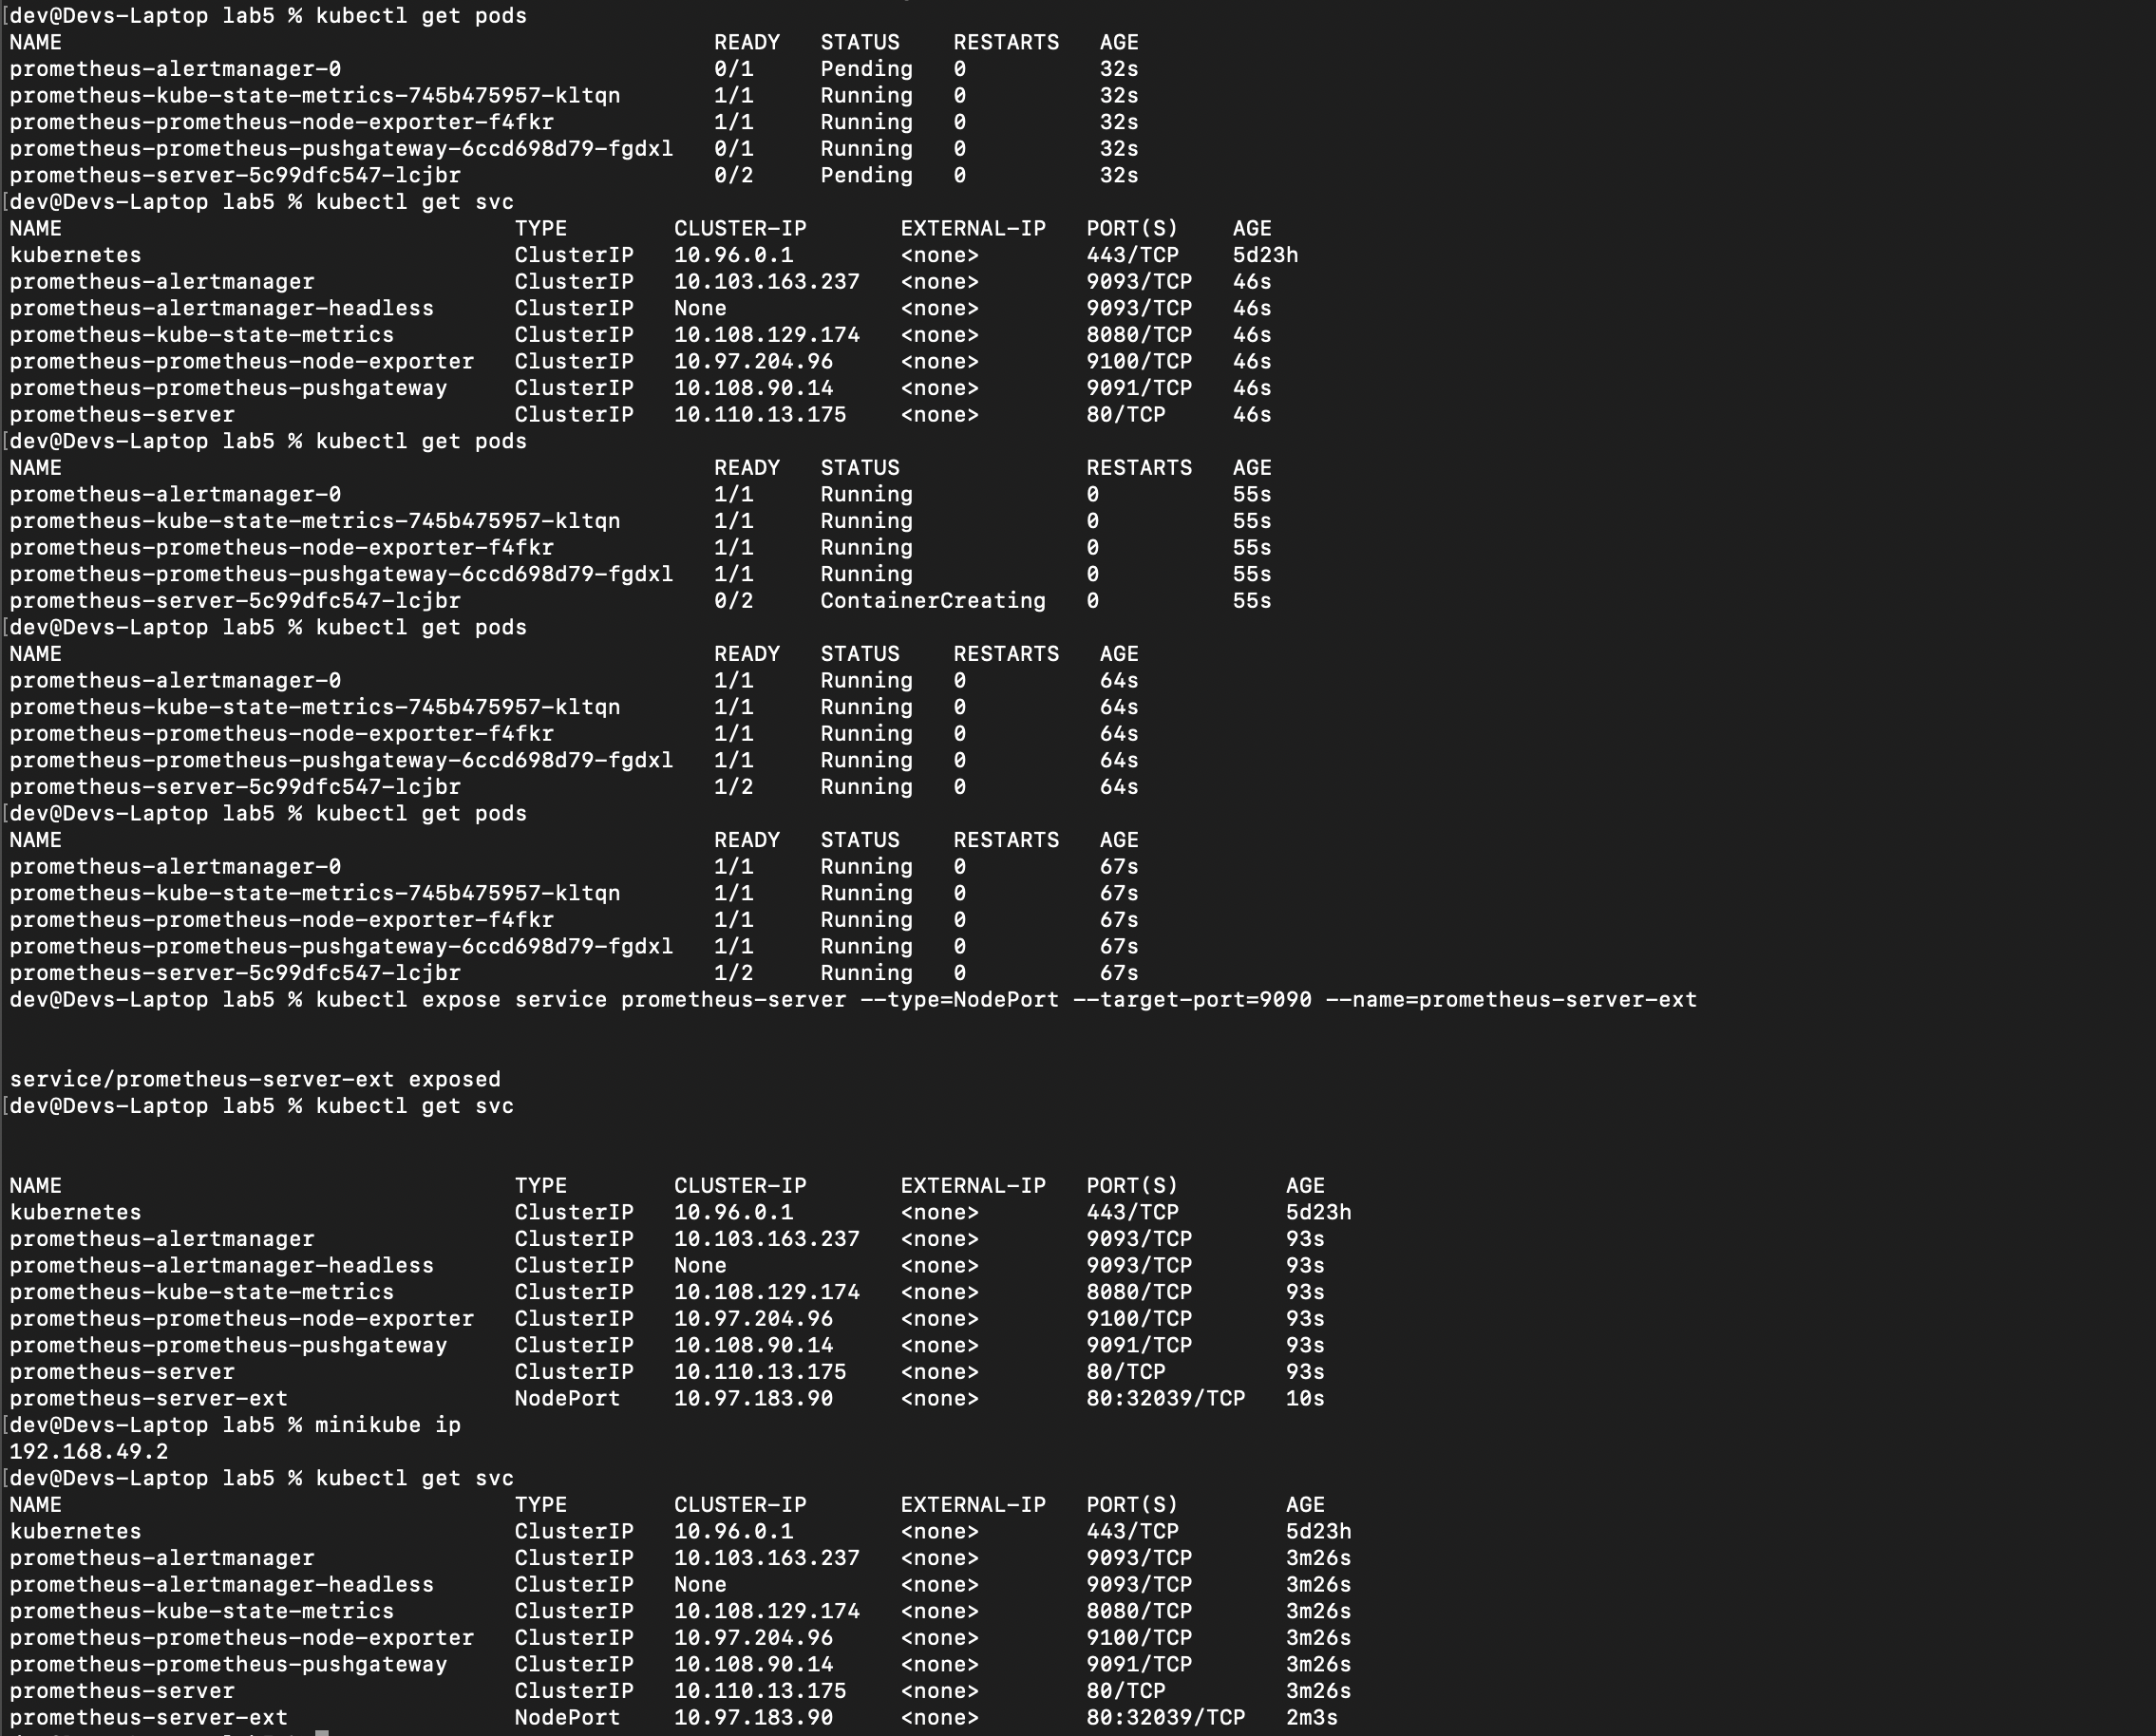 [dev@Devs-Laptop lab5 % kubectl get pods
NAME READY STATUS RESTARTS AGE
prometheus-alertmanager-0 0/1 Pending 0 32s
prometheus-kube-state-metrics-745b475957-kltqn 1/1 Running 0 32s
prometheus-prometheus-node-exporter-f4fkr 1/1 Running 0 32s
prometheus-prometheus-pushgateway-6ccd698d79-fgdxl 0/1 Running 0 32s
prometheus-server-5c99dfc547-lcjbr 0/2 Pending 0 32s
[dev@Devs-Laptop lab5 % kubectl get svc
NAME TYPE CLUSTER-IP EXTERNAL-IP PORT(S) AGE
kubernetes ClusterIP 10.96.0.1 <none> 443/TCP 5d23h
prometheus-alertmanager ClusterIP 10.103.163.237 <none> 9093/TCP 46s
prometheus-alertmanager-headless ClusterIP None <none> 9093/TCP 46s
prometheus-kube-state-metrics ClusterIP 10.108.129.174 <none> 8080/TCP 46s
prometheus-prometheus-node-exporter ClusterIP 10.97.204.96 <none> 9100/TCP 46s
prometheus-prometheus-pushgateway ClusterIP 10.108.90.14 <none> 9091/TCP 46s
prometheus-server ClusterIP 10.110.13.175 <none> 80/TCP 46s
[dev@Devs-Laptop lab5 % kubectl get pods
NAME READY STATUS RESTARTS AGE
prometheus-alertmanager-0 1/1 Running 0 55s
prometheus-kube-state-metrics-745b475957-kltqn 1/1 Running 0 55s
prometheus-prometheus-node-exporter-f4fkr 1/1 Running 0 55s
prometheus-prometheus-pushgateway-6ccd698d79-fgdxl 1/1 Running 0 55s
prometheus-server-5c99dfc547-lcjbr 0/2 ContainerCreating 0 55s
[dev@Devs-Laptop lab5 % kubectl get pods
NAME READY STATUS RESTARTS AGE
prometheus-alertmanager-0 1/1 Running 0 64s
prometheus-kube-state-metrics-745b475957-kltqn 1/1 Running 0 64s
prometheus-prometheus-node-exporter-f4fkr 1/1 Running 0 64s
prometheus-prometheus-pushgateway-6ccd698d79-fgdxl 1/1 Running 0 64s
prometheus-server-5c99dfc547-lcjbr 1/2 Running 0 64s
[dev@Devs-Laptop lab5 % kubectl get pods
NAME READY STATUS RESTARTS AGE
prometheus-alertmanager-0 1/1 Running 0 67s
prometheus-kube-state-metrics-745b475957-kltqn 1/1 Running 0 67s
prometheus-prometheus-node-exporter-f4fkr 1/1 Running 0 67s
prometheus-prometheus-pushgateway-6ccd698d79-fgdxl 1/1 Running 0 67s
prometheus-server-5c99dfc547-lcjbr 1/2 Running 0 67s
dev@Devs-Laptop lab5 % kubectl expose service prometheus-server --type=NodePort --target-port=9090 --name=prometheus-server-ext
service/prometheus-server-ext exposed
[dev@Devs-Laptop lab5 % kubectl get svc
NAME TYPE CLUSTER-IP EXTERNAL-IP PORT(S) AGE
kubernetes ClusterIP 10.96.0.1 <none> 443/TCP 5d23h
prometheus-alertmanager ClusterIP 10.103.163.237 <none> 9093/TCP 93s
prometheus-alertmanager-headless ClusterIP None <none> 9093/TCP 93s
prometheus-kube-state-metrics ClusterIP 10.108.129.174 <none> 8080/TCP 93s
prometheus-prometheus-node-exporter ClusterIP 10.97.204.96 <none> 9100/TCP 93s
prometheus-prometheus-pushgateway ClusterIP 10.108.90.14 <none> 9091/TCP 93s
prometheus-server ClusterIP 10.110.13.175 <none> 80/TCP 93s
prometheus-server-ext NodePort 10.97.183.90 <none> 80:32039/TCP 10s
[dev@Devs-Laptop lab5 % minikube ip
192.168.49.2
[dev@Devs-Laptop lab5 % kubectl get svc
NAME TYPE CLUSTER-IP EXTERNAL-IP PORT(S) AGE
kubernetes ClusterIP 10.96.0.1 <none> 443/TCP 5d23h
prometheus-alertmanager ClusterIP 10.103.163.237 <none> 9093/TCP 3m26s
prometheus-alertmanager-headless ClusterIP None <none> 9093/TCP 3m26s
prometheus-kube-state-metrics ClusterIP 10.108.129.174 <none> 8080/TCP 3m26s
prometheus-prometheus-node-exporter ClusterIP 10.97.204.96 <none> 9100/TCP 3m26s
prometheus-prometheus-pushgateway ClusterIP 10.108.90.14 <none> 9091/TCP 3m26s
prometheus-server ClusterIP 10.110.13.175 <none> 80/TCP 3m26s
prometheus-server-ext NodePort 10.97.183.90 <none> 80:32039/TCP 2m3s